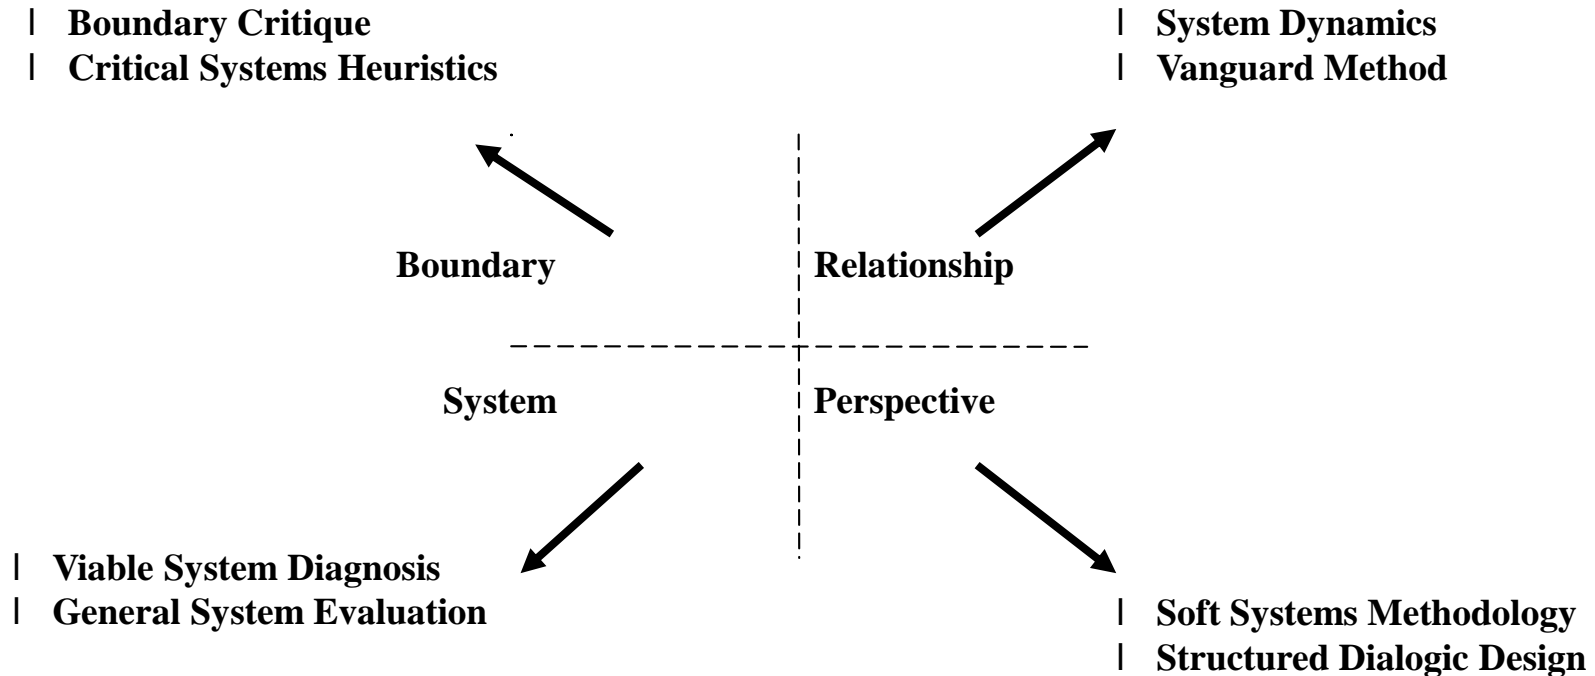 l Boundary Critique
l Critical Systems Heuristics
l System Dynamics
l Vanguard Method
Boundary
Relationship
System
Perspective
l Viable System Diagnosis
l General System Evaluation
l Soft Systems Methodology
l Structured Dialogic Design